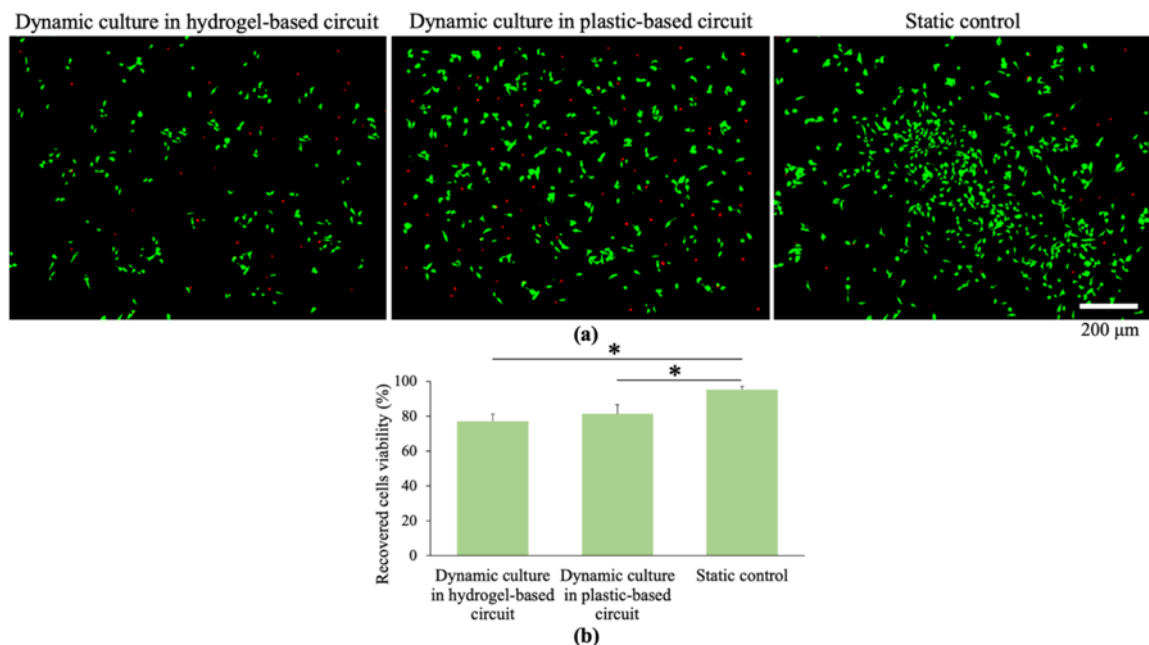 Dynamic culture in hydrogel-based circuit
Dynamic culture in plastic-based circuit
Static control
200 μm
(a)
*
*
Recovered cells viability (%)
100
80
60
40
20
0
Dynamic culture
in hydrogel-based
circuit
Dynamic culture
in plastic-based
circuit
Static control
(b)